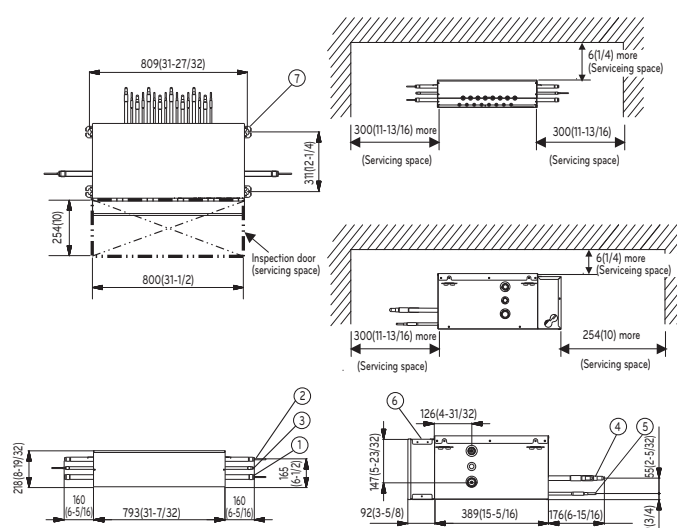 809(31-27/32)
7
311(12-1/4)
254(10)
Inspection door
(servicing space)
800(31-1/2)
6(1/4) more
(Serviceing space)
300(11-13/16) more
(Servicing space)
300(11-13/16)
(Servicing space)
6(1/4) more
(Serviceing space)
300(11-13/16) more
(Servicing space)
254(10) more
(Servicing space)
2
3
1
218(8-19/32)
165
(6-1/2)
160
(6-5/16)
793(31-7/32)
160
(6-5/16)
6
126(4-31/32)
4
5
147(5-23/32)
55(2-5/32)
92(3-5/8)
389(15-5/16)
176(6-15/16)
(3/4)